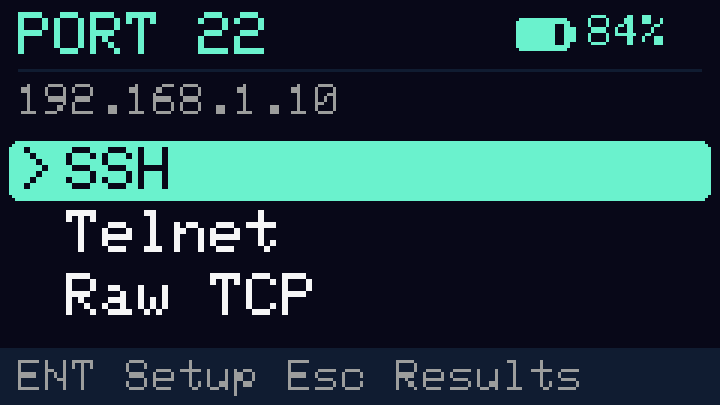 PORT 22 84%
192.168.1.10
>SSH
Telnet
Raw TCP
ENT Setup Esc Results